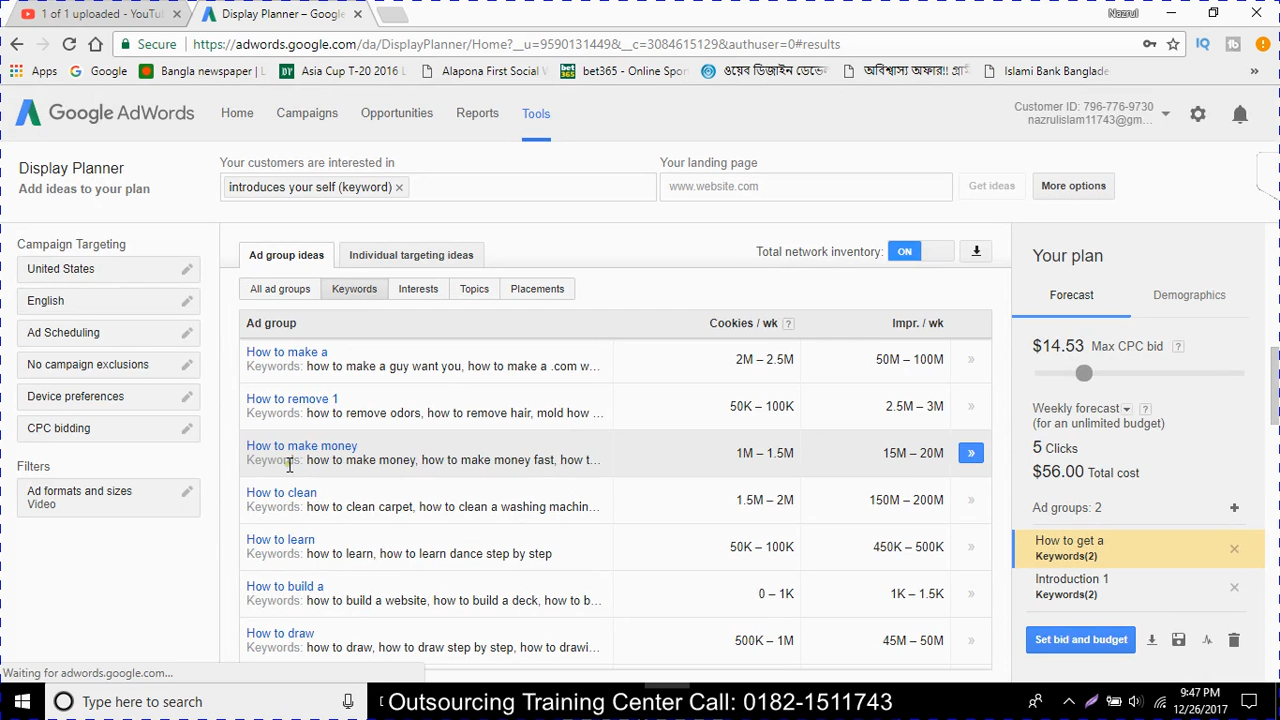 1 of 1 uploaded - YouTu
Display Planner – Google
Nazrul
Secure
https://adwords.google.com/da/DisplayPlanner/Home?__u=9590131449&__c=3084615129&authuser=0#results
Apps
Google
Bangla newspaper | L
Asia Cup T-20 2016 L
Alapona First Social W
bet365 - Online Spor
ওয়েব ডিজাইন ডেভে
অবিশ্বাস্য অফার!! গ্রা
Islami Bank Banglade
Google AdWords
Home
Campaigns
Opportunities
Reports
Tools
Customer ID: 796-776-9730
nazrulislam11743@gm...
Display Planner
Add ideas to your plan
Your customers are interested in
introduces your self (keyword)
Your landing page
www.website.com
Get ideas
More options
Campaign Targeting
United States
English
Ad Scheduling
No campaign exclusions
Device preferences
CPC bidding
Filters
Ad formats and sizes
Video
Ad group ideas
Individual targeting ideas
Total network inventory:
ON
All ad groups
Keywords
Interests
Topics
Placements
Ad group
Cookies / wk ?
Impr. / wk
How to make a
Keywords: how to make a guy want you, how to make a .com w...
2M – 2.5M
50M – 100M
How to remove 1
Keywords: how to remove odors, how to remove hair, mold how ...
50K – 100K
2.5M – 3M
How to make money
Keywords: how to make money, how to make money fast, how t...
1M – 1.5M
15M – 20M
»
How to clean
Keywords: how to clean carpet, how to clean a washing machin...
1.5M – 2M
150M – 200M
How to learn
Keywords: how to learn, how to learn dance step by step
50K – 100K
450K – 500K
How to build a
Keywords: how to build a website, how to build a deck, how to b...
0 – 1K
1K – 1.5K
How to draw
Keywords: how to draw, how to draw step by step, how to drawi...
500K – 1M
45M – 50M
Your plan
Forecast
Demographics
$14.53 Max CPC bid ?
Weekly forecast ?
(for an unlimited budget)
5 Clicks
$56.00 Total cost
Ad groups: 2
How to get a
Keywords(2)
Introduction 1
Keywords(2)
Set bid and budget
Waiting for adwords.google.com...
Type here to search
Outsourcing Training Center Call: 0182-1511743
9:47 PM
12/26/2017